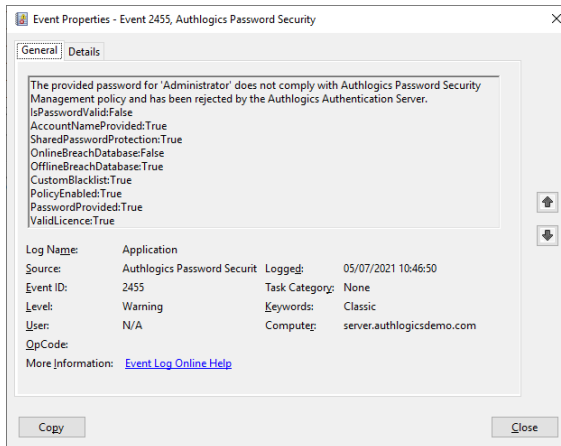 Event Properties - Event 2455, Authlogics Password Security
General Details
The provided password for 'Administrator' does not comply with Authlogics Password Security
Management policy and has been rejected by the Authlogics Authentication Server.
IsPasswordValid:False
AccountNameProvided:True
SharedPasswordProtection:True
OnlineBreachDatabase:False
OfflineBreachDatabase:True
CustomBlacklist:True
PolicyEnabled:True
PasswordProvided:True
ValidLicence:True
Log Name: Application
Source: Authlogics Password Securit Logged: 05/07/2021 10:46:50
Event ID: 2455 Task Category: None
Level: Warning Keywords: Classic
User: N/A Computer: server.authlogicsdemo.com
OpCode:
More Information: Event Log Online Help
Copy Close